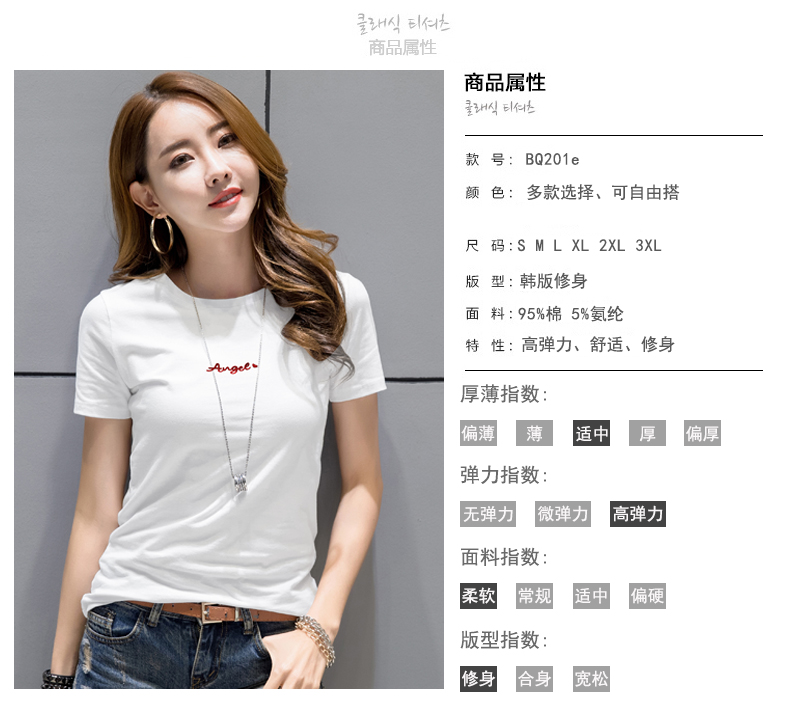 클래식 티셔츠
商品属性
商品属性
클래식 티셔츠
款 号: BQ201e
颜 色: 多款选择、可自由搭
尺 码:S M L XL 2XL 3XL
版 型:韩版修身
面 料:95%棉 5%氨纶
特 性:高弹力、舒适、修身
Angel
厚薄指数:
偏薄 薄 适中 厚 偏厚
弹力指数:
无弹力 微弹力 高弹力
面料指数:
柔软 常规 适中 偏硬
版型指数:
修身 合身 宽松